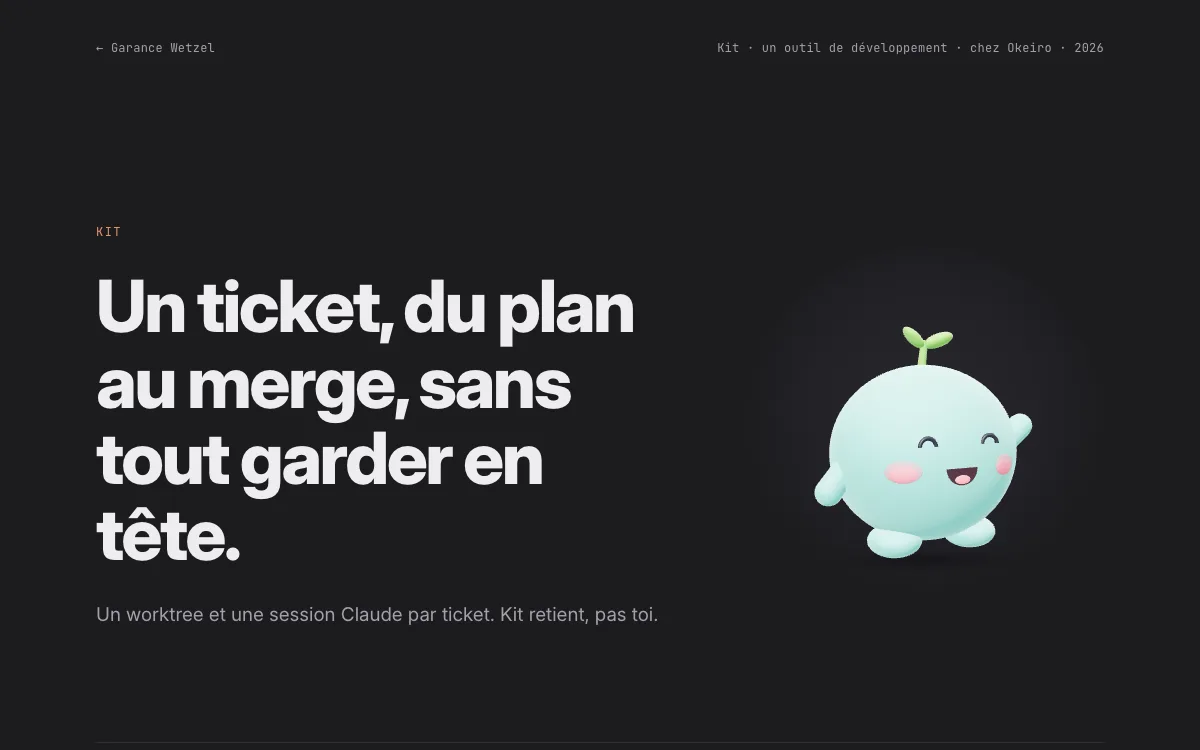 ← Garance Wetzel
Kit · un outil de développement · chez Okeiro · 2026
KIT
Un ticket, du plan
au merge, sans
tout garder en
tête.
Un worktree et une session Claude par ticket. Kit retient, pas toi.